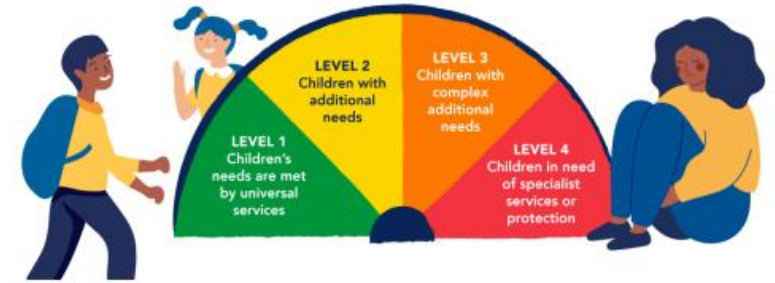 LEVEL 1
Children's
needs are met
by universal
services
LEVEL 2
Children with
additional
needs
LEVEL 3
Children with
complex
additional
needs
LEVEL 4
Children in need
of specialist
services or
protection